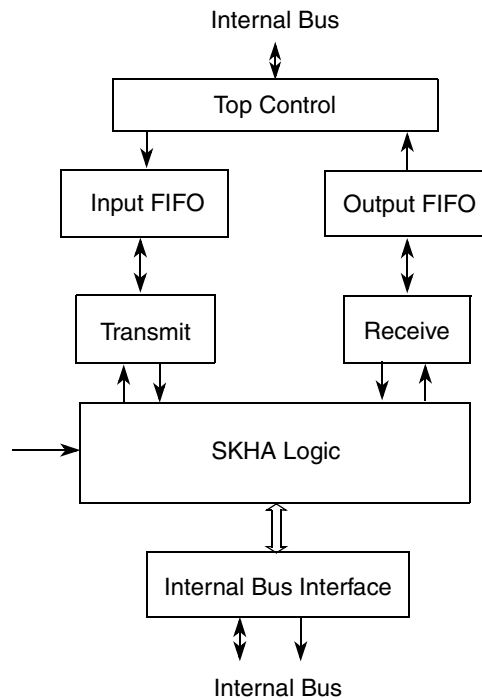 Internal Bus
Top Control
Input FIFO
Output FIFO
Transmit
Receive
SKHA Logic
Internal Bus Interface
Internal Bus